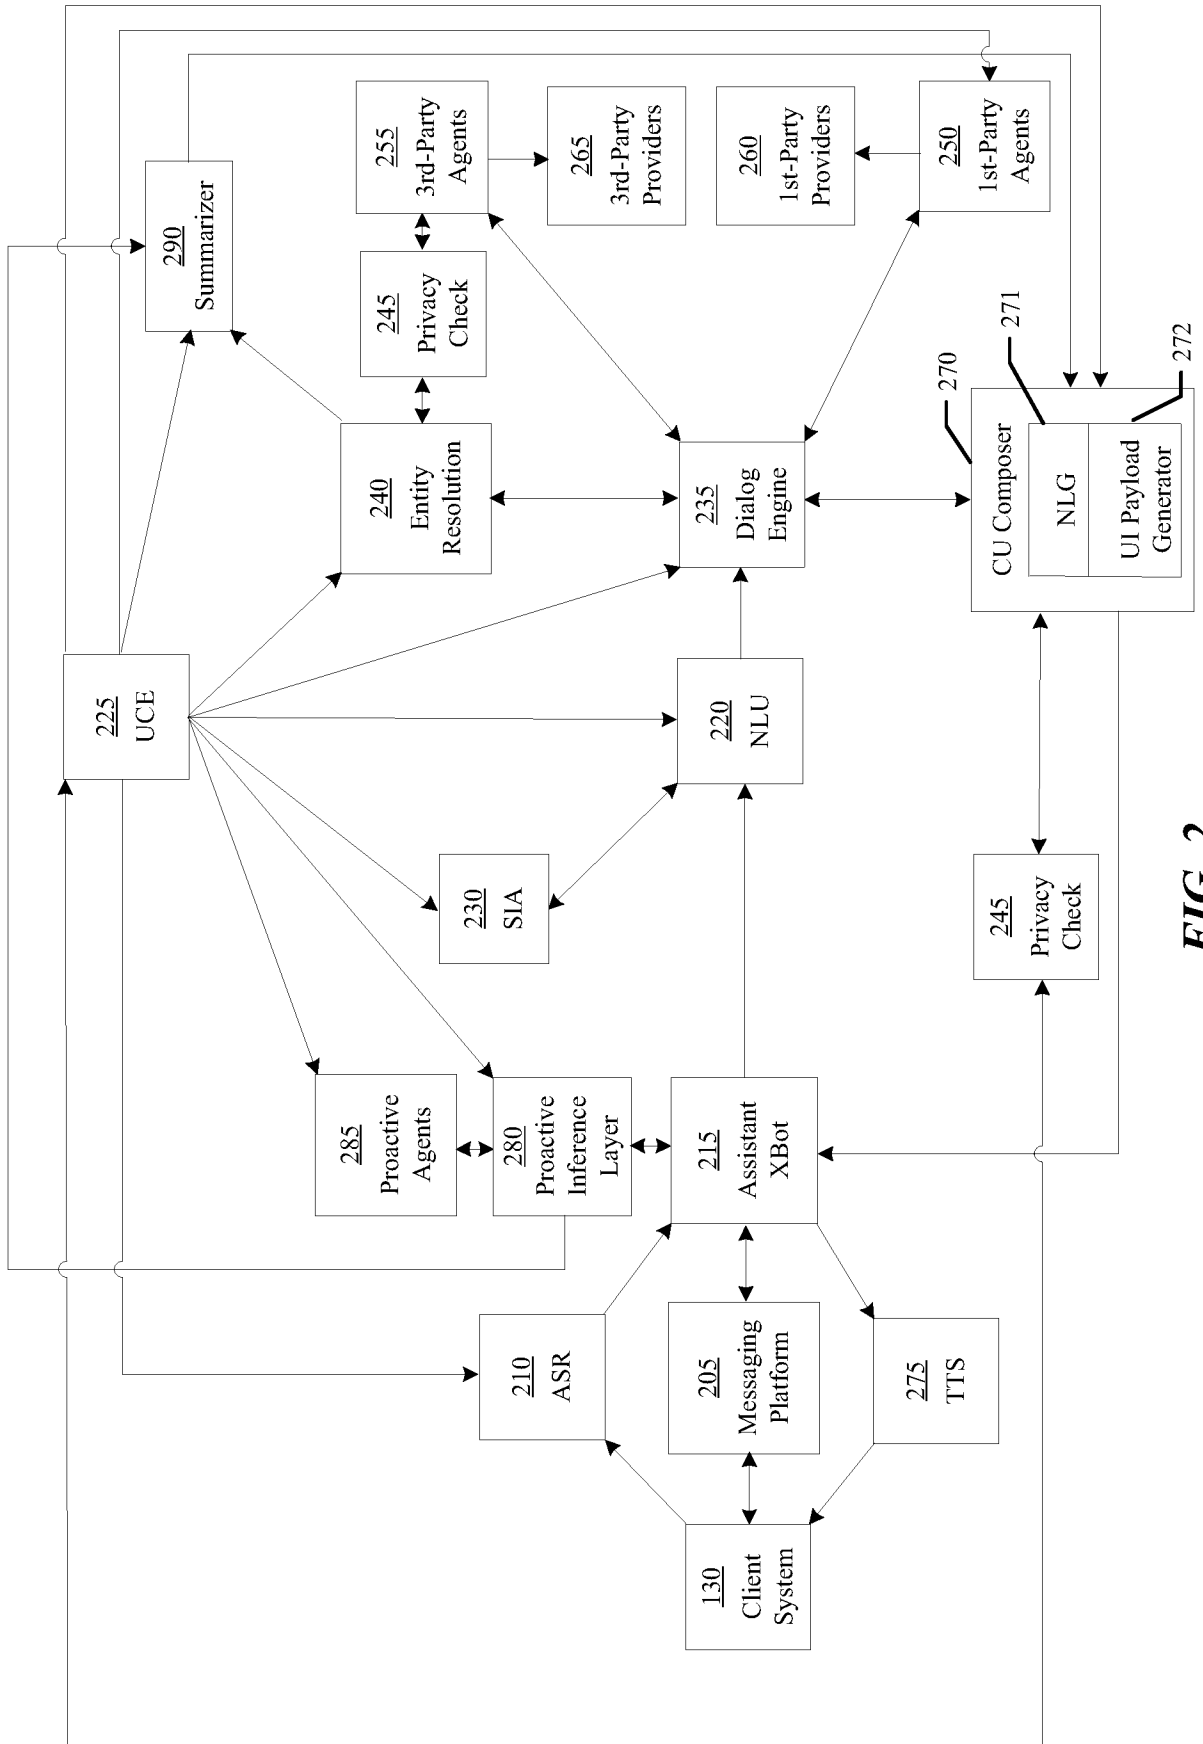 130
Client
System
210
ASR
205
Messaging
Platform
275
TTS
285
Proactive
Agents
280
Proactive
Inference
Layer
215
Assistant
XBot
230
SIA
245
Privacy
Check
225
UCE
220
NLU
240
Entity
Resolution
235
Dialog
Engine
270
CU Composer
NLG
271
UI Payload
Generator
272
290
Summarizer
245
Privacy
Check
255
3rd-Party
Agents
265
3rd-Party
Providers
260
1st-Party
Providers
250
1st-Party
Agents
FIG. 2